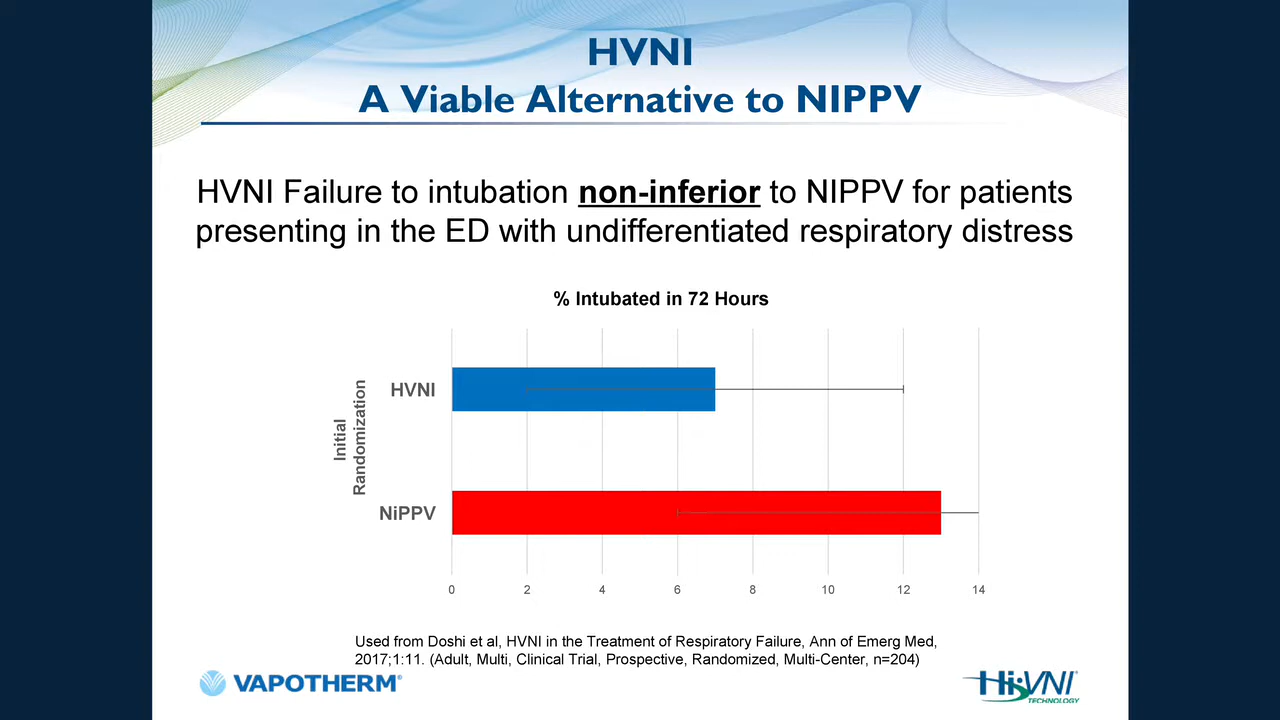 HVNI
A Viable Alternative to NIPPV
HVNI Failure to intubation non-inferior to NIPPV for patients
presenting in the ED with undifferentiated respiratory distress
% Intubated in 72 Hours
Initial
Randomization
HVNI
NiPPV
0 2 4 6 8 10 12 14
Used from Doshi et al, HVNI in the Treatment of Respiratory Failure, Ann of Emerg Med,
2017;1:11. (Adult, Multi, Clinical Trial, Prospective, Randomized, Multi-Center, n=204)
VAPOTHERM®
Hi-VNI®
TECHNOLOGY